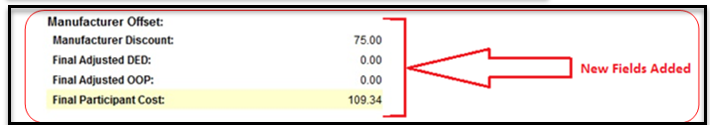 Manufacturer Offset:
Manufacturer Discount: 75.00
Final Adjusted DED: 0.00
Final Adjusted OOP: 0.00
New Fields Added
Final Participant Cost: 109.34